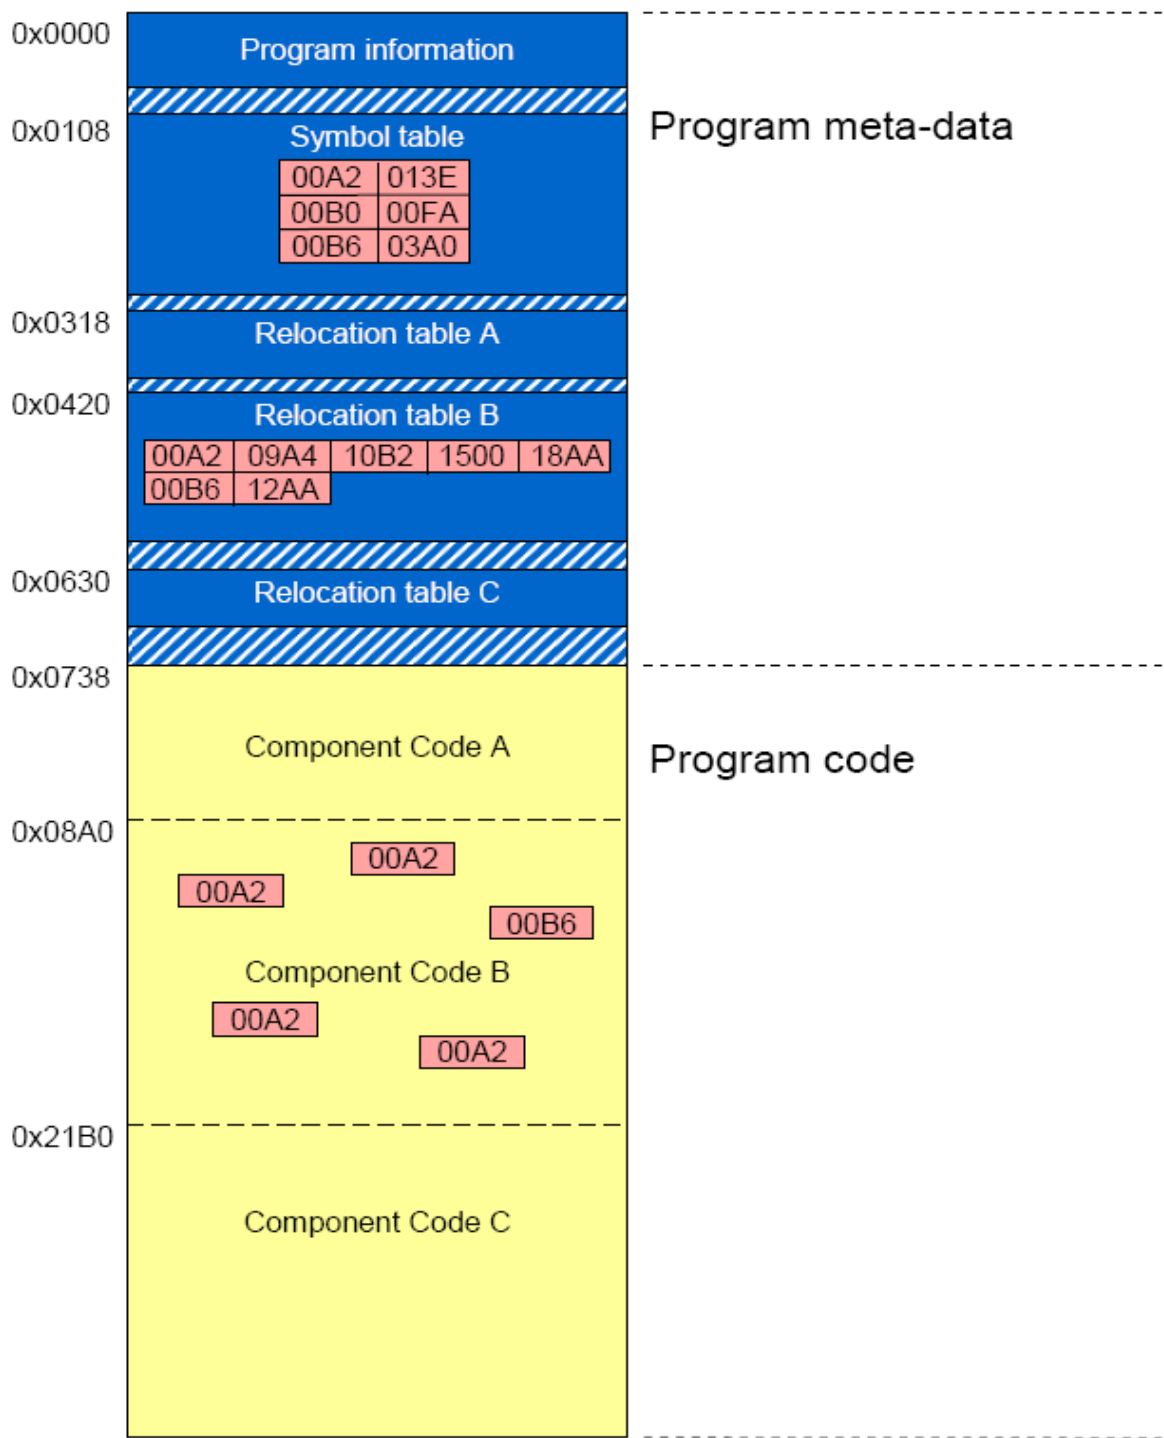 0x0000
Program information
0x0108
Symbol table
Program meta-data
00A2 013E
00B0 00FA
00B6 03A0
0x0318
Relocation table A
0x0420
Relocation table B
00A2 09A4 10B2 1500 18AA
00B6 12AA
0x0630
Relocation table C
0x0738
Component Code A
Program code
0x08A0
00A2
00A2
00B6
Component Code B
00A2
00A2
0x21B0
Component Code C